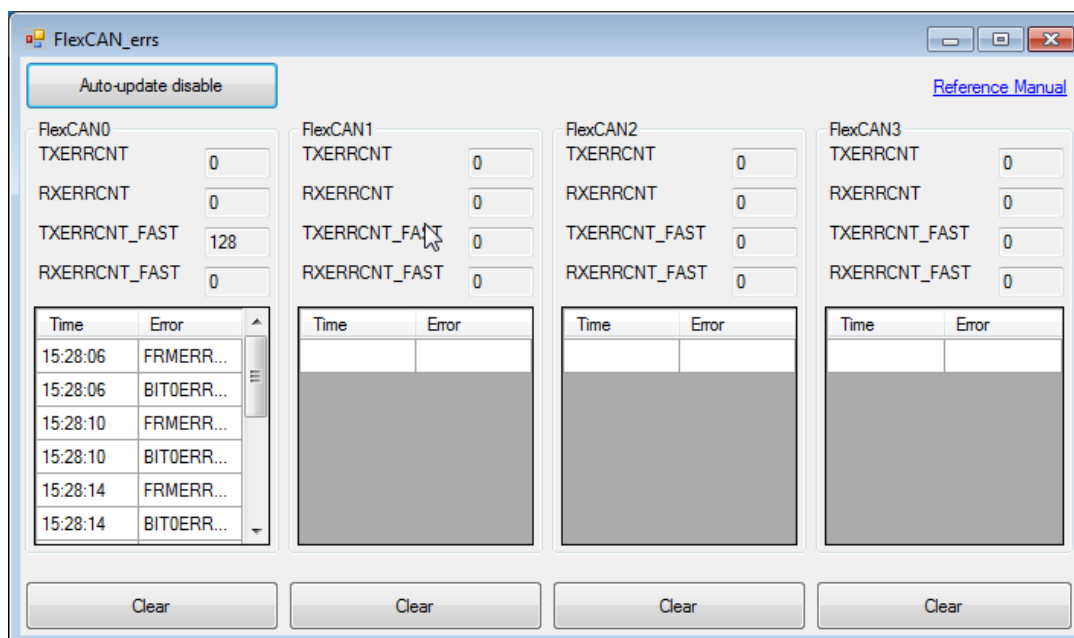 FlexCAN_errs
Auto-update disable
Reference Manual
FlexCAN0
TXERRCNT 0
RXERRCNT 0
TXERRCNT_FAST 128
RXERRCNT_FAST 0
Time Error
15:28:06 FRMERR...
15:28:06 BIT0ERR...
15:28:10 FRMERR...
15:28:10 BIT0ERR...
15:28:14 FRMERR...
15:28:14 BIT0ERR...
Clear
FlexCAN1
TXERRCNT 0
RXERRCNT 0
TXERRCNT_FAST 0
RXERRCNT_FAST 0
Time Error
Clear
FlexCAN2
TXERRCNT 0
RXERRCNT 0
TXERRCNT_FAST 0
RXERRCNT_FAST 0
Time Error
Clear
FlexCAN3
TXERRCNT 0
RXERRCNT 0
TXERRCNT_FAST 0
RXERRCNT_FAST 0
Time Error
Clear